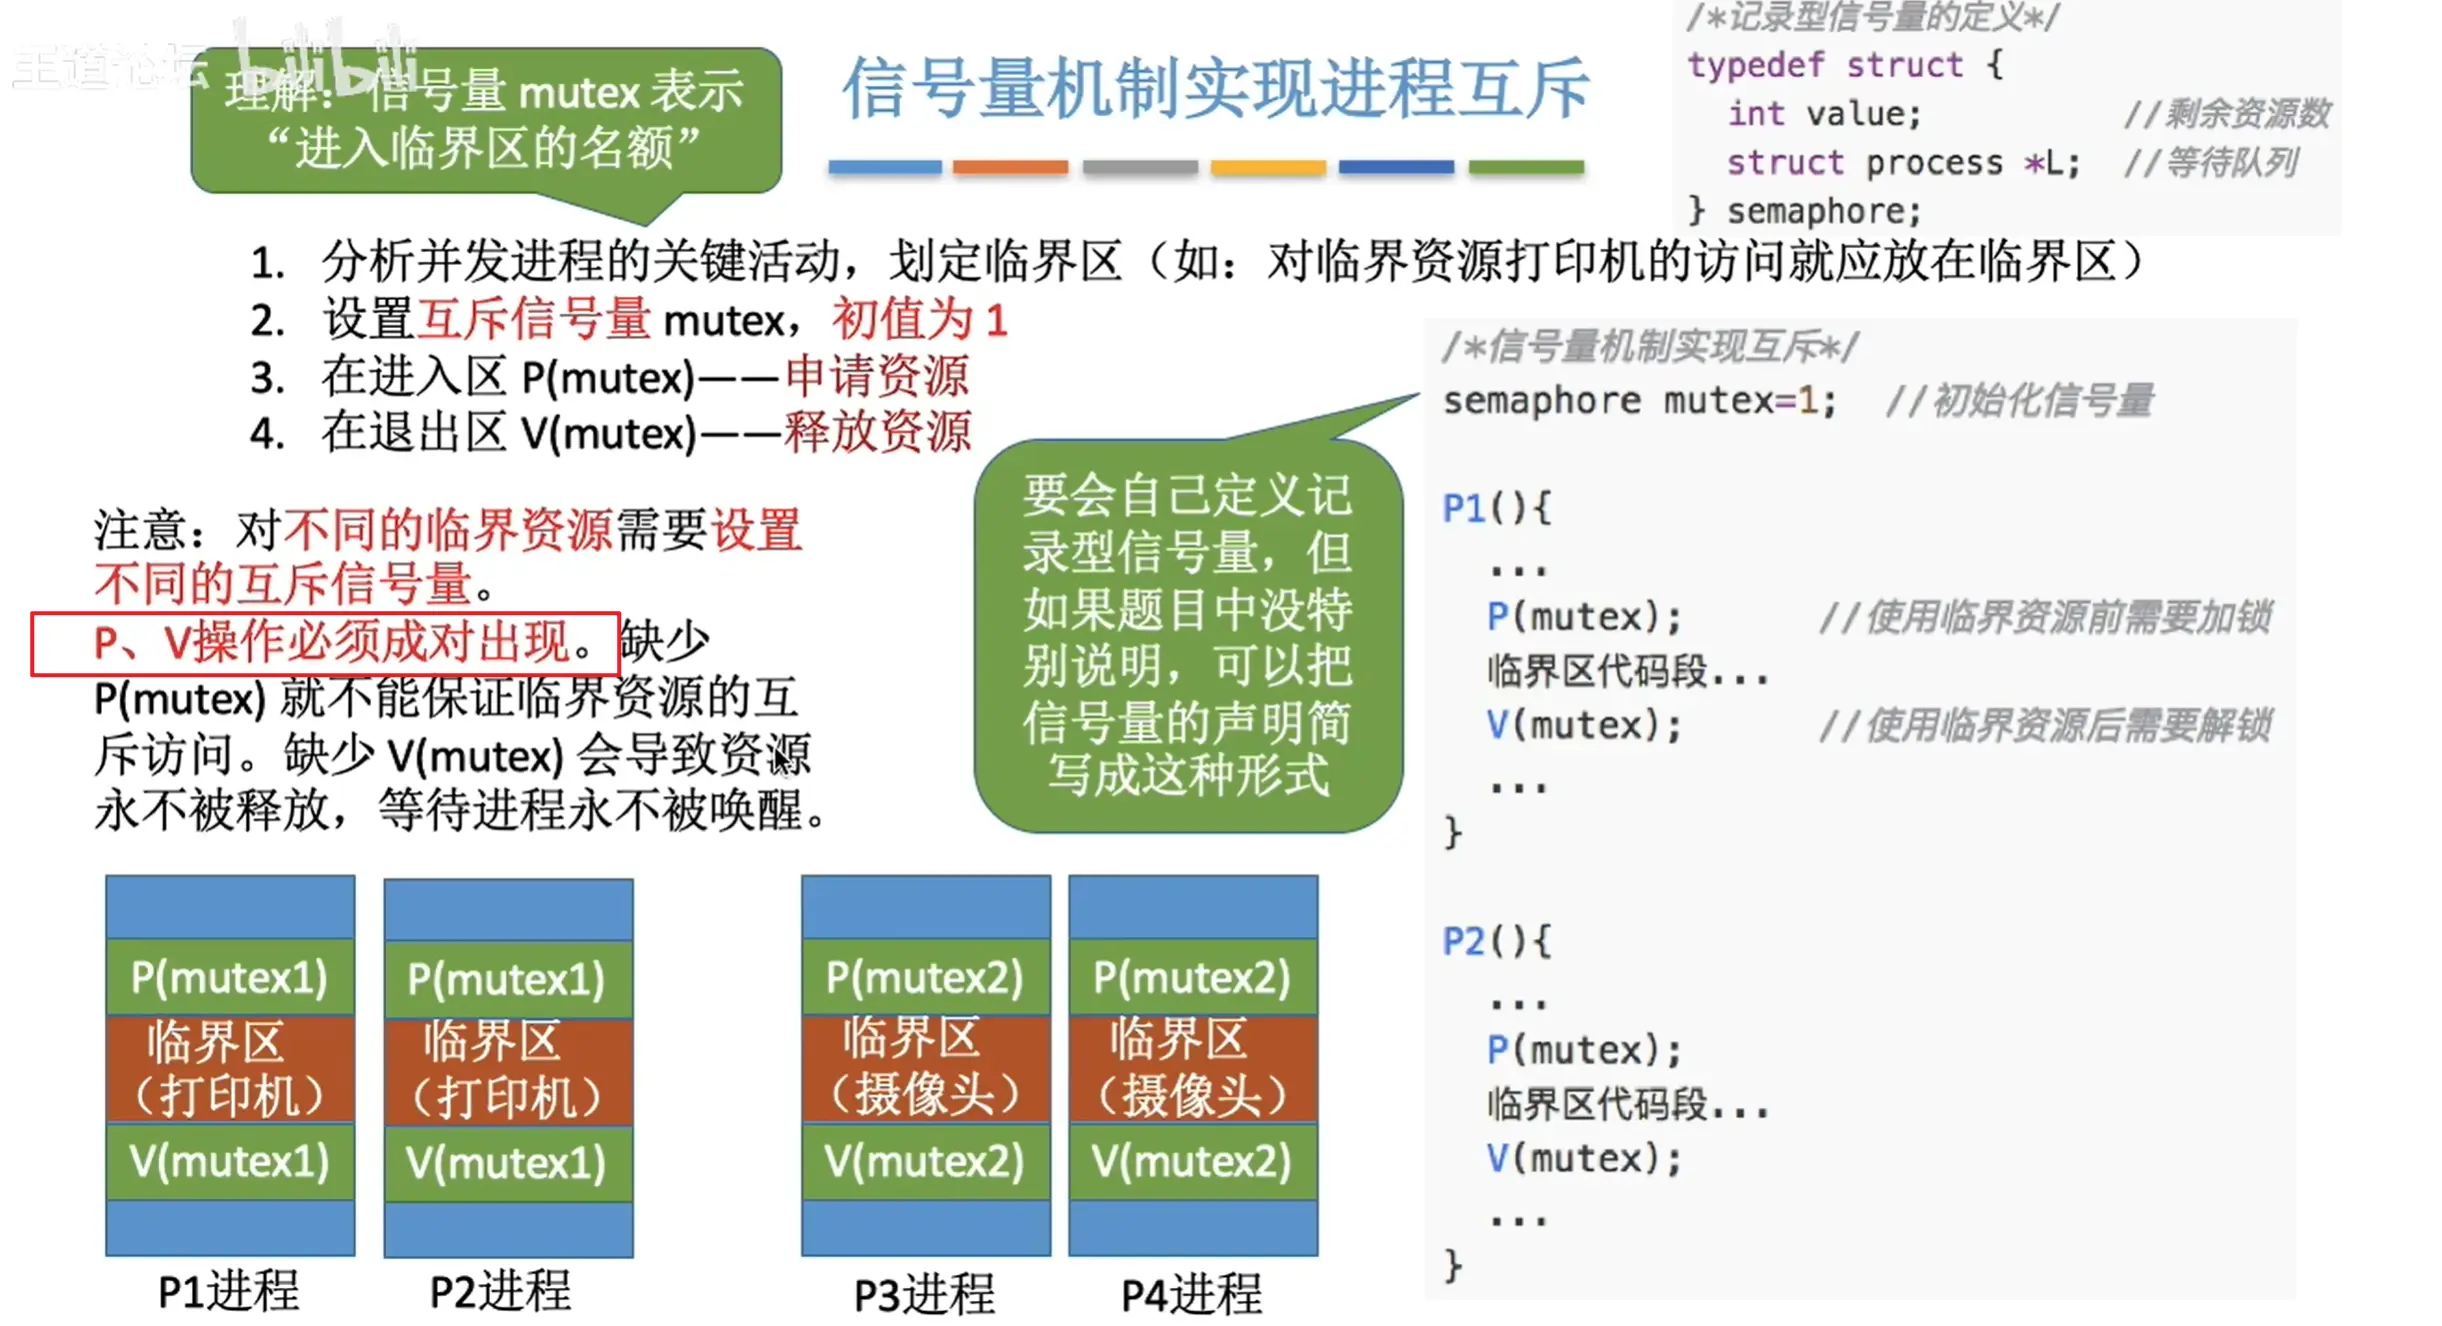 王道论坛 bilibili
理解：信号量 mutex 表示
“进入临界区的名额”
信号量机制实现进程互斥
/*记录型信号量的定义*/
typedef struct {
int value; //剩余资源数
struct process *L; //等待队列
} semaphore;
1. 分析并发进程的关键活动，划定临界区（如：对临界资源打印机的访问就应放在临界区）
2. 设置互斥信号量 mutex，初值为 1
3. 在进入区 P(mutex)——申请资源
4. 在退出区 V(mutex)——释放资源
注意：对不同的临界资源需要设置
不同的互斥信号量。
P、V操作必须成对出现。缺少
P(mutex) 就不能保证临界资源的互
斥访问。缺少 V(mutex) 会导致资源
永不被释放，等待进程永不被唤醒。
要会自己定义记
录型信号量，但
如果题目中没特
别说明，可以把
信号量的声明简
写成这种形式
/*信号量机制实现互斥*/
semaphore mutex=1; //初始化信号量
P1(){
...
P(mutex); //使用临界资源前需要加锁
临界区代码段...
V(mutex); //使用临界资源后需要解锁
...
}
P2(){
...
P(mutex);
临界区代码段...
V(mutex);
...
}
P(mutex1)
临界区
（打印机）
V(mutex1)
P1进程
P(mutex1)
临界区
（打印机）
V(mutex1)
P2进程
P(mutex2)
临界区
（摄像头）
V(mutex2)
P3进程
P(mutex2)
临界区
（摄像头）
V(mutex2)
P4进程